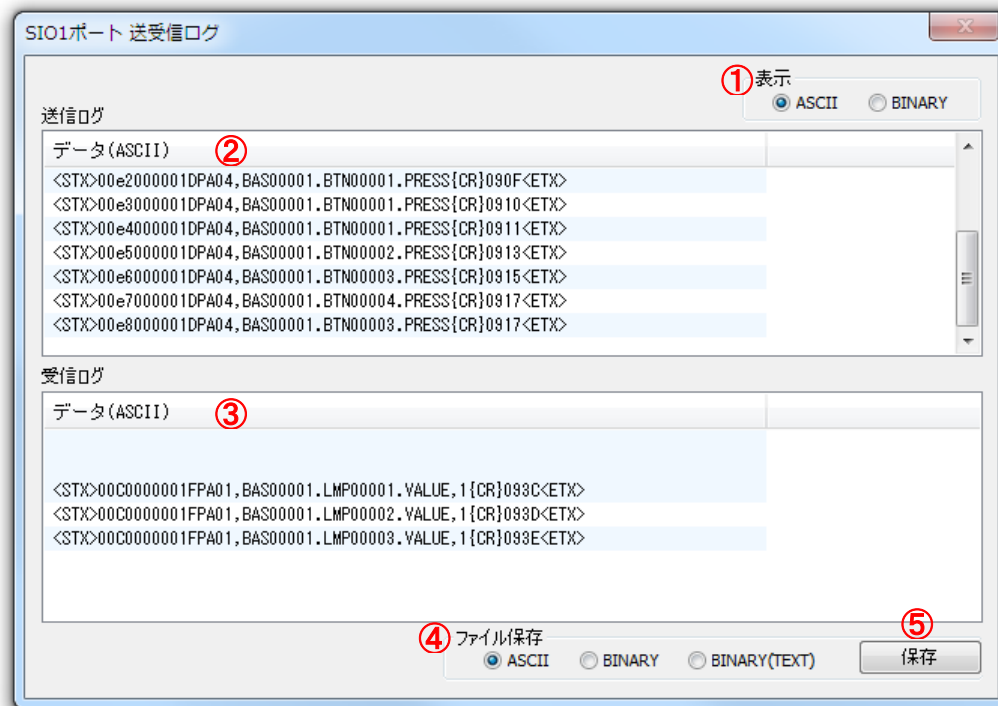 SIO1ポート 送受信ログ
① 表示
ASCII BINARY
送信ログ
データ(ASCII) ②
<STX>00e2000001DPA04,BAS00001.BTN00001.PRESS{CR}090F<ETX>
<STX>00e3000001DPA04,BAS00001.BTN00001.PRESS{CR}0910<ETX>
<STX>00e4000001DPA04,BAS00001.BTN00001.PRESS{CR}0911<ETX>
<STX>00e5000001DPA04,BAS00001.BTN00002.PRESS{CR}0913<ETX>
<STX>00e6000001DPA04,BAS00001.BTN00003.PRESS{CR}0915<ETX>
<STX>00e7000001DPA04,BAS00001.BTN00004.PRESS{CR}0917<ETX>
<STX>00e8000001DPA04,BAS00001.BTN00003.PRESS{CR}0917<ETX>
受信ログ
データ(ASCII) ③
<STX>00C0000001FPA01,BAS00001.LMP00001.VALUE,1{CR}093C<ETX>
<STX>00C0000001FPA01,BAS00001.LMP00002.VALUE,1{CR}093D<ETX>
<STX>00C0000001FPA01,BAS00001.LMP00003.VALUE,1{CR}093E<ETX>
④ ファイル保存
ASCII BINARY BINARY(TEXT)
⑤
保存